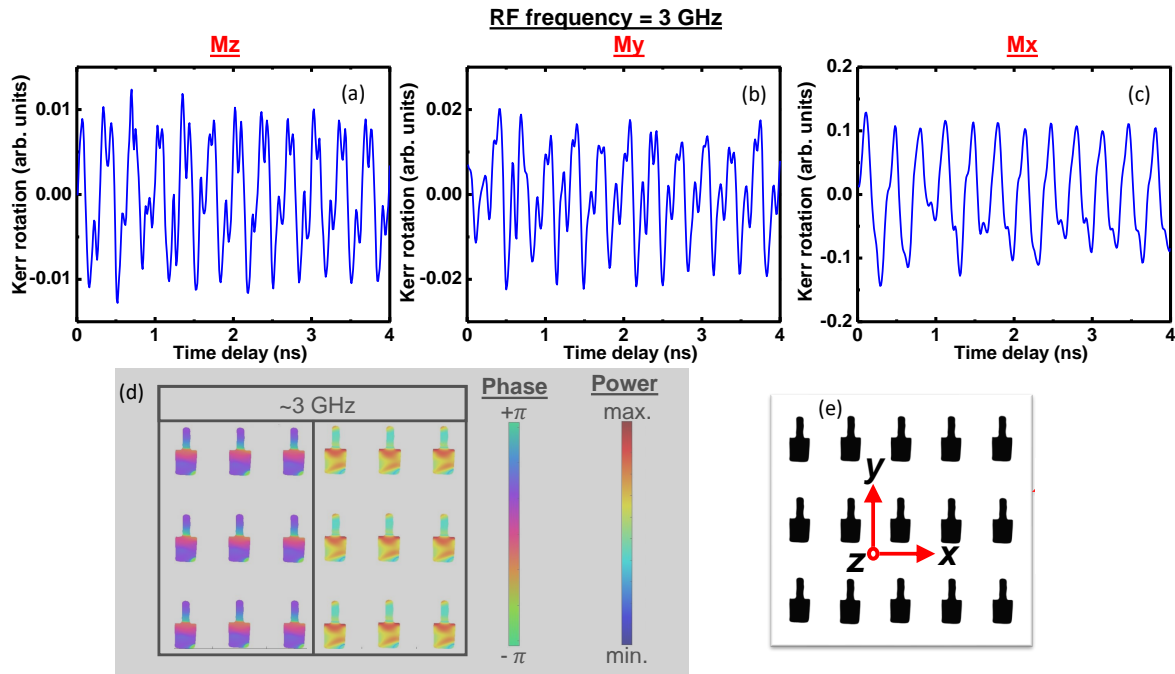 RF frequency = 3 GHz
Mz
My
Mx
Kerr rotation (arb. units)
0.01
0.00
-0.01
(a)
0 1 2 3 4
Time delay (ns)
Kerr rotation (arb. units)
0.02
0.00
-0.02
(b)
0 1 2 3 4
Time delay (ns)
Kerr rotation (arb. units)
0.2
0.1
0.0
-0.1
-0.2
(c)
0 1 2 3 4
Time delay (ns)
(d)
~3 GHz
Phase
+π
- π
Power
max.
min.
(e)
y
z
x